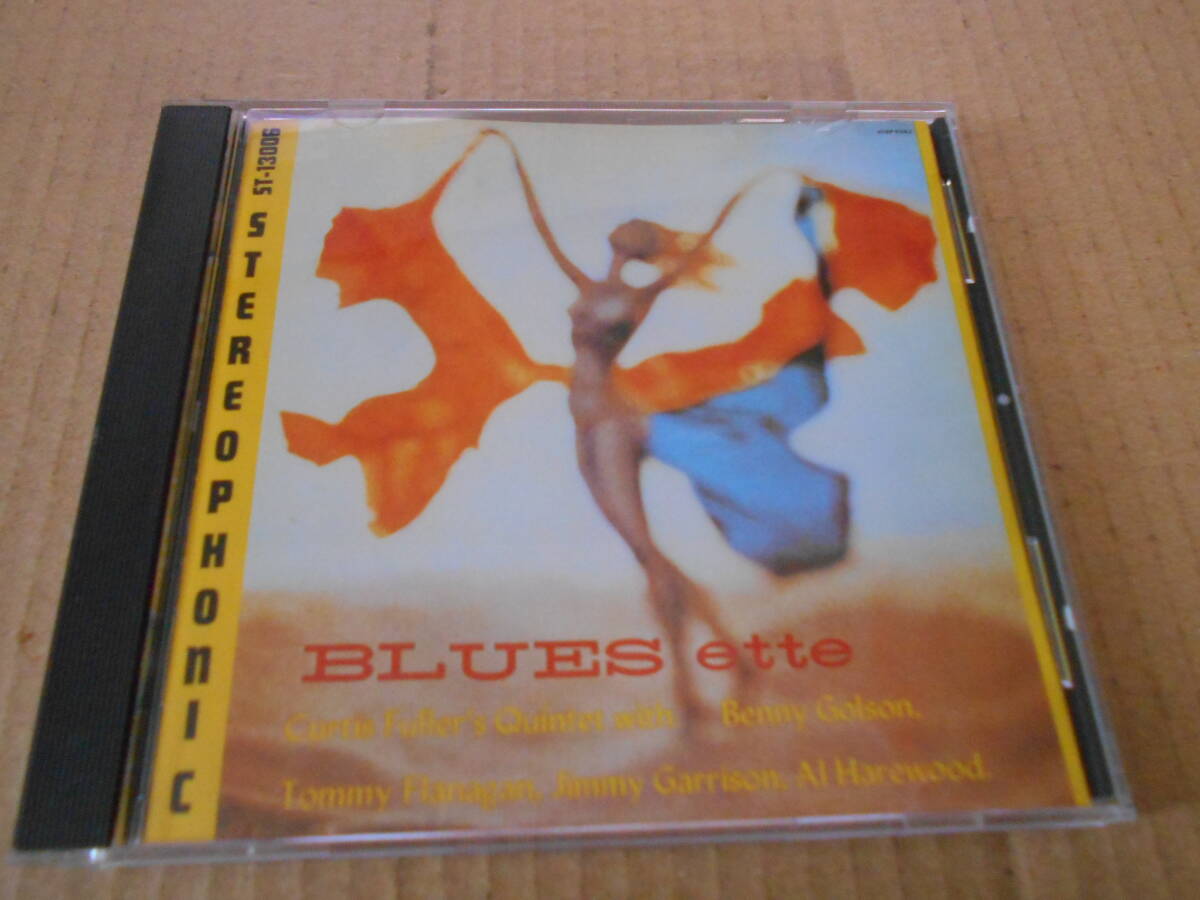 ST-13006
STEREOPHONIC
BLUES ette
Curtis Fuller's Quintet with Benny Golson,
Tommy Flanagan, Jimmy Garrison, Al Harewood.